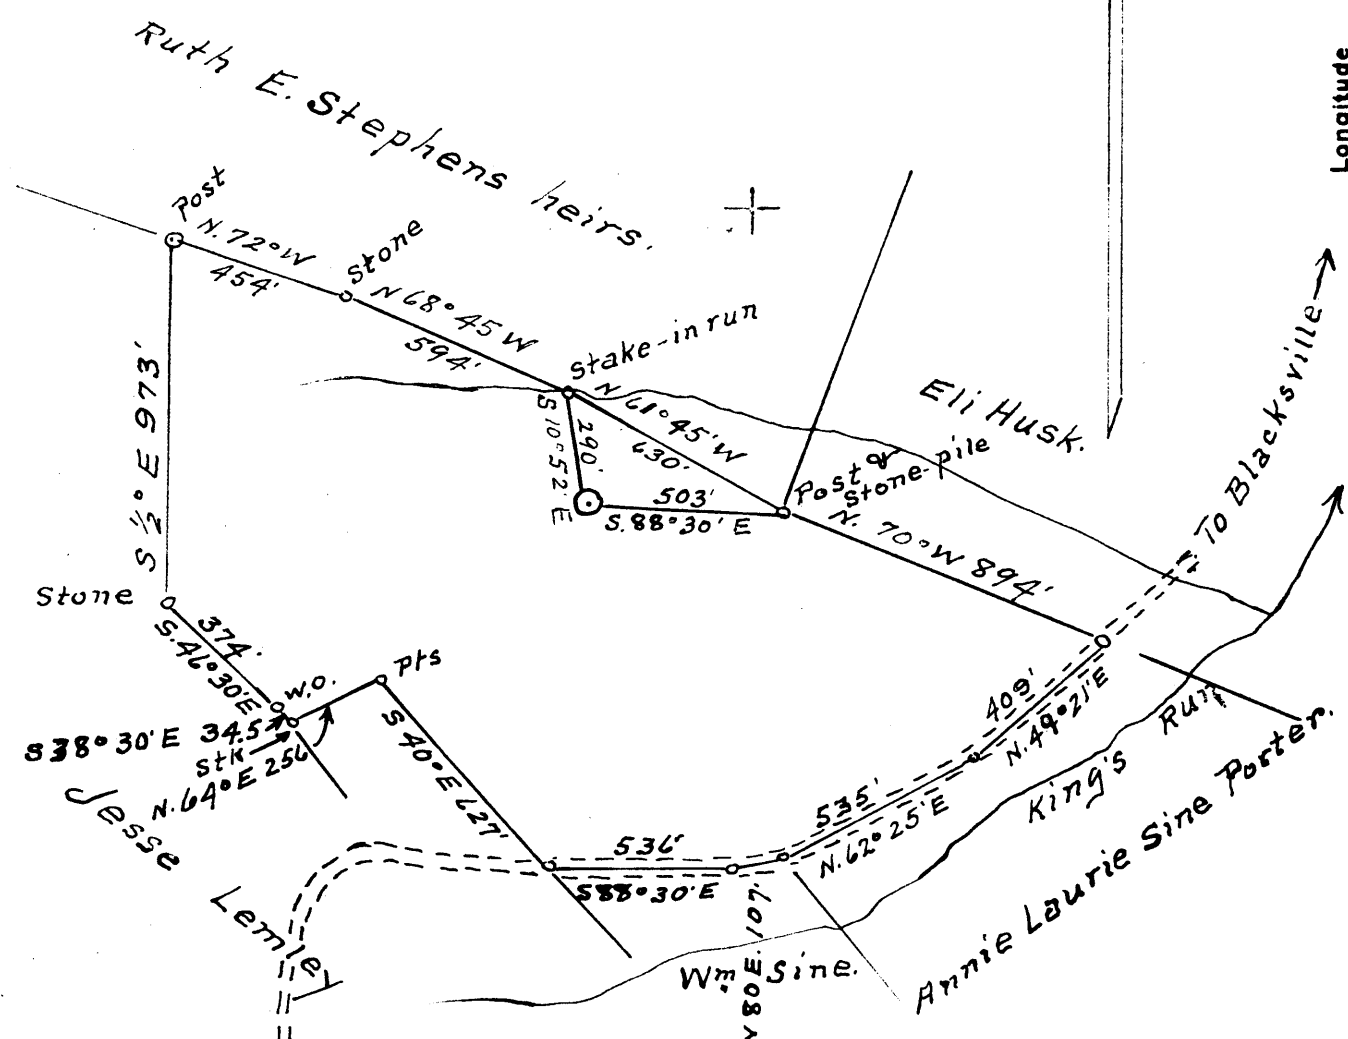 Longitude
Ruth E. Stephens heirs.
Post
N. 72° W
454'
Stone
N 68° 45 W
594'
Stake-in run
N 61° 45' W
630'
S 10° 52' E
290'
503'
S. 88° 30' E
Eli Husk.
Post &
Stone-pile
N. 70° W 894'
To Blacksville
S ½° E 973'
Stone
374'
S. 46° 30' E
W.O.
pts
S 38° 30' E 34.5
Stk
N. 64° E 256
S 40° E 627'
Jesse Lemley
536'
S 88° 30' E
535'
N. 62° 25' E
409'
N. 49° 21' E
King's Run
Annie Laurie Sine Porter.
Wm. Sine.
80 E. 107'